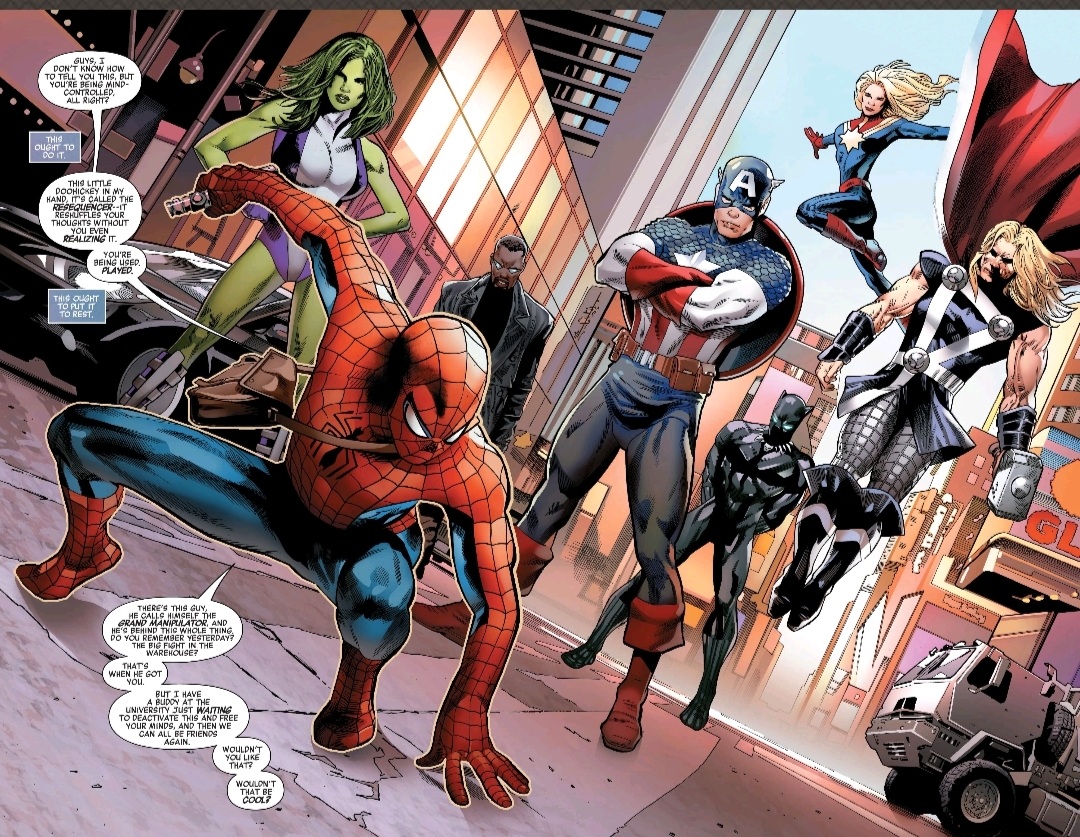 GUYS, I
DON'T KNOW HOW
TO TELL YOU THIS, BUT
YOU'RE BEING MIND-
CONTROLLED,
ALL RIGHT?
THIS
OUGHT TO
DO IT.
THIS LITTLE
DOOHICKEY IN MY
HAND, IT'S CALLED THE
RESEQUENCER--IT
RESHUFFLES YOUR
THOUGHTS WITHOUT
YOU EVEN
REALIZING IT.
YOU'RE
BEING USED.
PLAYED.
THIS OUGHT
TO PUT IT
TO REST.
A
GL
THERE'S THIS GUY,
HE CALLS HIMSELF THE
GRAND MANIPULATOR, AND
HE'S BEHIND THIS WHOLE THING.
DO YOU REMEMBER YESTERDAY?
THE BIG FIGHT IN THE
WAREHOUSE?
THAT'S
WHEN HE GOT
YOU.
BUT I HAVE
A BUDDY AT THE
UNIVERSITY JUST WAITING
TO DEACTIVATE THIS AND FREE
YOUR MINDS, AND THEN WE
CAN ALL BE FRIENDS
AGAIN.
WOULDN'T
YOU LIKE
THAT?
WOULDN'T
THAT BE
COOL?